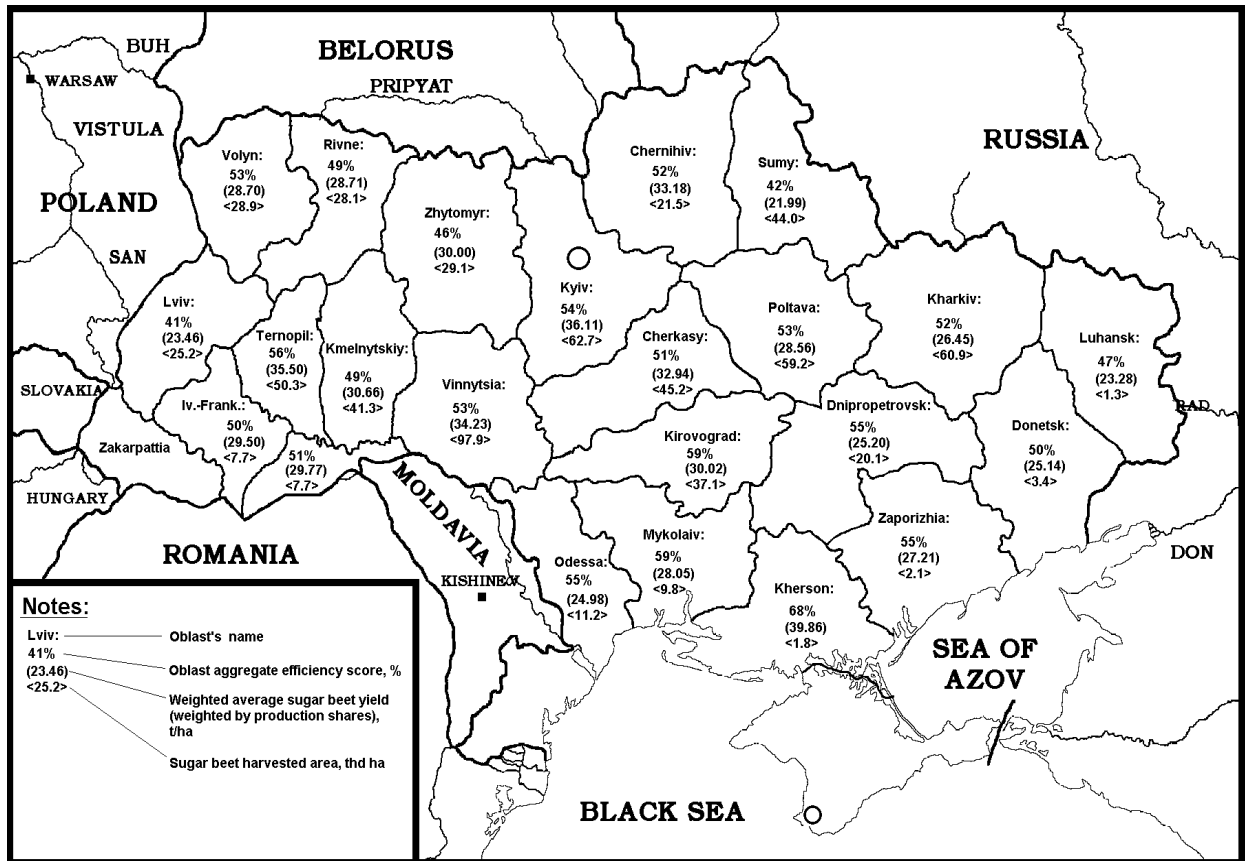 BUH
BELORUS
WARSAW
PRIPYAT
VISTULA
RUSSIA
POLAND
SAN
Volyn:
53%
(28.70)
<28.9>
Rivne:
49%
(28.71)
<28.1>
Zhytomyr:
46%
(30.00)
<29.1>
Chernihiv:
52%
(33.18)
<21.5>
Sumy:
42%
(21.99)
<44.0>
Kyiv:
54%
(36.11)
<62.7>
Lviv:
41%
(23.46)
<25.2>
Ternopil:
56%
(35.50)
<50.3>
Kmelnytskiy:
49%
(30.66)
<41.3>
Vinnytsia:
53%
(34.23)
<97.9>
Cherkasy:
51%
(32.94)
<45.2>
Poltava:
53%
(28.56)
<59.2>
Kharkiv:
52%
(26.45)
<60.9>
Luhansk:
47%
(23.28)
<1.3>
RAD
SLOVAKIA
Zakarpattia
HUNGARY
Iv.-Frank.:
50%
(29.50)
<7.7>
51%
(29.77)
<7.7>
Kirovograd:
59%
(30.02)
<37.1>
Dnipropetrovsk:
55%
(25.20)
<20.1>
Donetsk:
50%
(25.14)
<3.4>
MOLDAVIA
KISHINEV
ROMANIA
Odessa:
55%
(24.98)
<11.2>
Mykolaiv:
59%
(28.05)
<9.8>
Kherson:
68%
(39.86)
<1.8>
Zaporizhia:
55%
(27.21)
<2.1>
DON
SEA OF
AZOV
BLACK SEA
Notes:
Lviv: Oblast's name
41% Oblast aggregate efficiency score, %
(23.46) Weighted average sugar beet yield
(weighted by production shares),
t/ha
<25.2> Sugar beet harvested area, thd ha